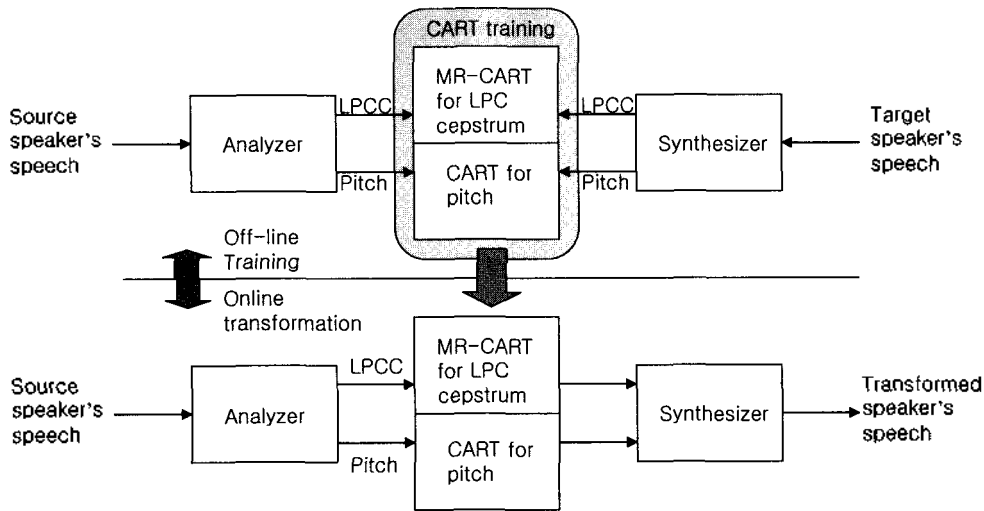 CART training
MR-CART
for LPC
cepstrum
CART for
pitch
Source
speaker's
speech
Analyzer
LPCC
Pitch
LPCC
Pitch
Synthesizer
Target
speaker's
speech
Off-line
Training
Online
transformation
Source
speaker's
speech
Analyzer
LPCC
Pitch
MR-CART
for LPC
cepstrum
CART for
pitch
Synthesizer
Transformed
speaker's
speech